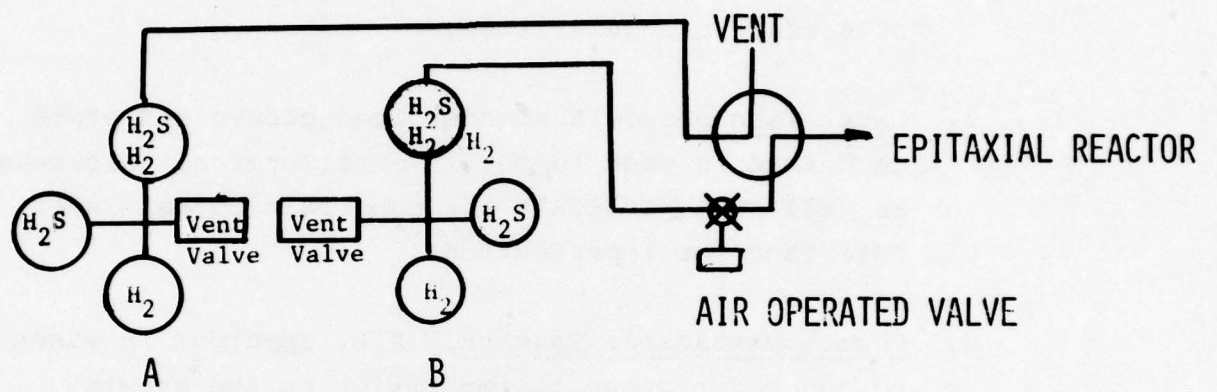 VENT
H₂S
H₂
H₂S
H₂
H₂
EPITAXIAL REACTOR
H₂S
Vent
Valve
Vent
Valve
H₂S
H₂
H₂
AIR OPERATED VALVE
A
B